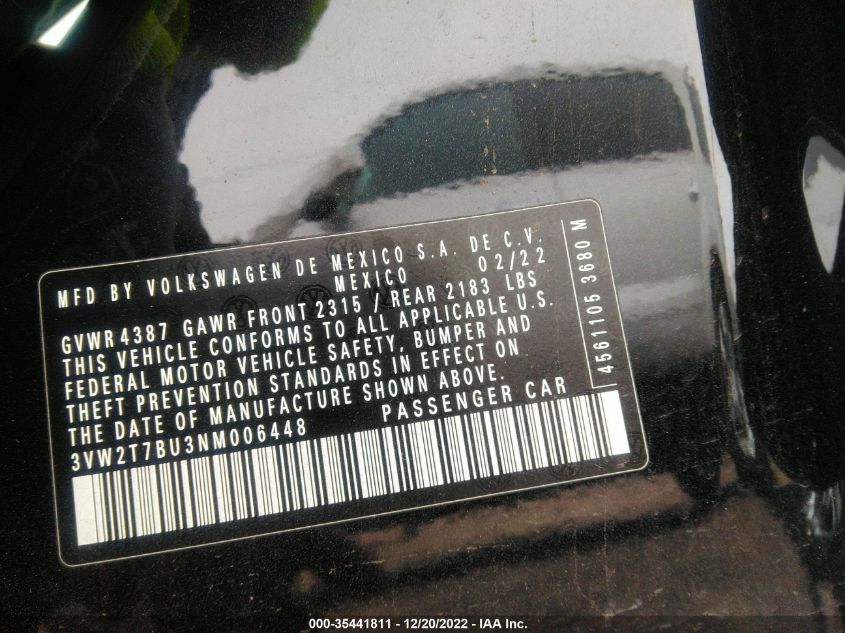 MFD BY VOLKSWAGEN DE MEXICO S.A. DE C.V.
MEXICO 02/22
GVWR 4387 GAWR FRONT 2315 / REAR 2183 LBS
THIS VEHICLE CONFORMS TO ALL APPLICABLE U.S.
FEDERAL MOTOR VEHICLE SAFETY, BUMPER AND
THEFT PREVENTION STANDARDS IN EFFECT ON
THE DATE OF MANUFACTURE SHOWN ABOVE.
3VW2T7BU3NM006448 PASSENGER CAR
4561105 3680 M
000-35441811 - 12/20/2022 - IAA Inc.